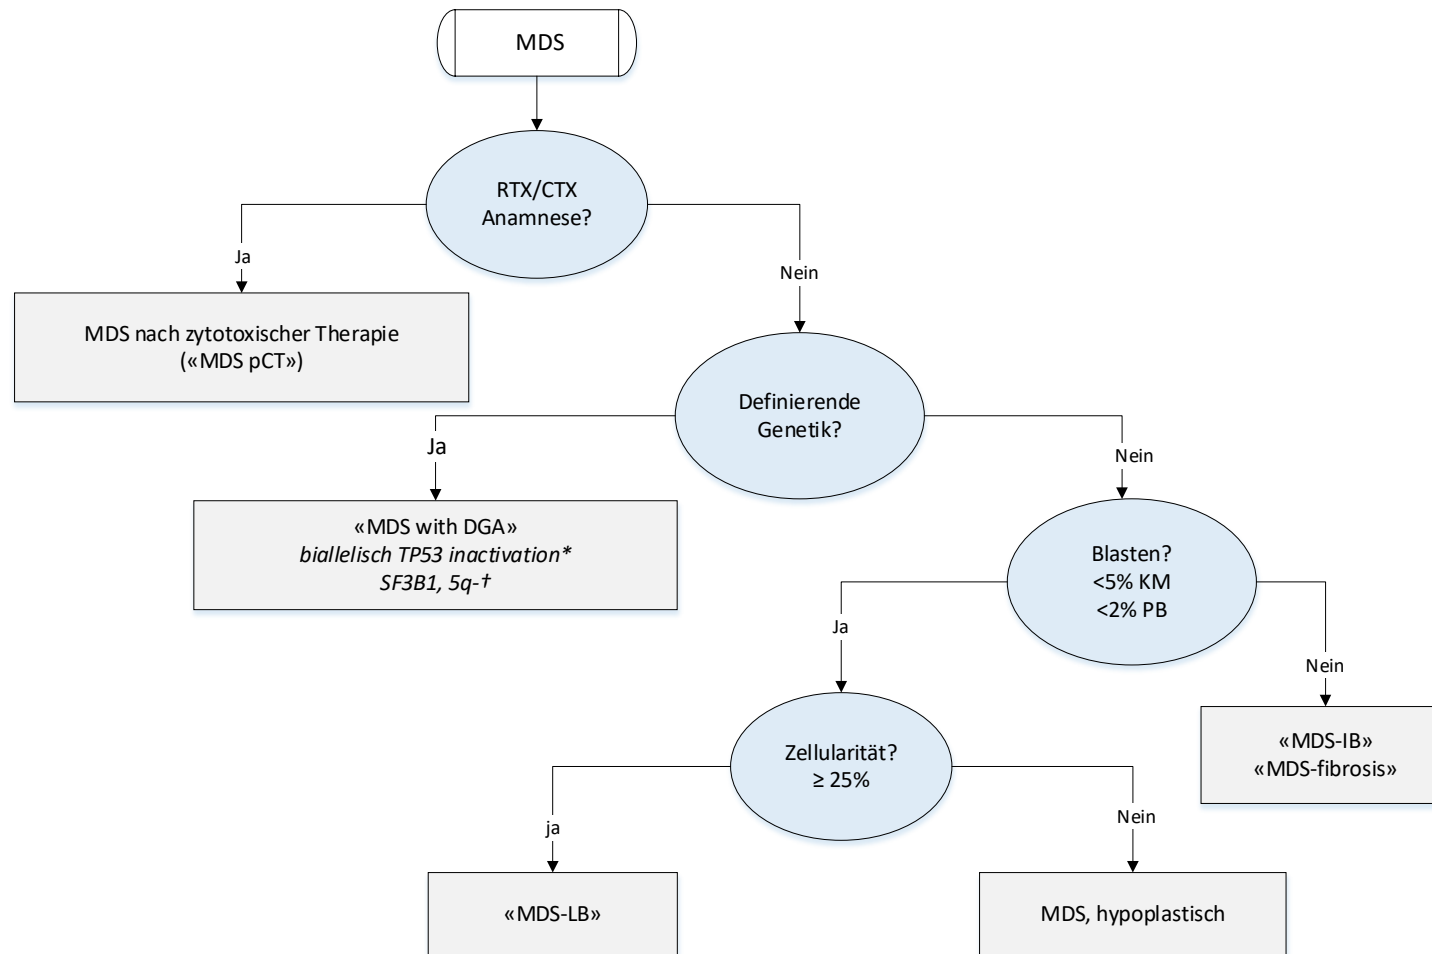 MDS
RTX/CTX
Anamnese?
Ja
Nein
MDS nach zytotoxischer Therapie
(«MDS pCT»)
Definierende
Genetik?
Ja
Nein
«MDS with DGA»
biallelisch TP53 inactivation*
SF3B1, 5q-†
Blasten?
<5% KM
<2% PB
Ja
Nein
«MDS-IB»
«MDS-fibrosis»
Zellularität?
≥ 25%
ja
Nein
«MDS-LB»
MDS, hypoplastisch